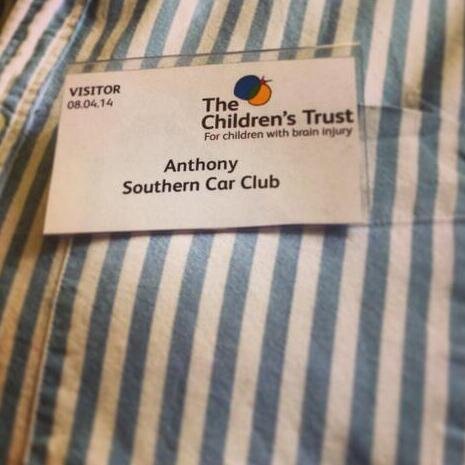 VISITOR
08.04.14
The
Children's Trust
For children with brain injury
Anthony
Southern Car Club